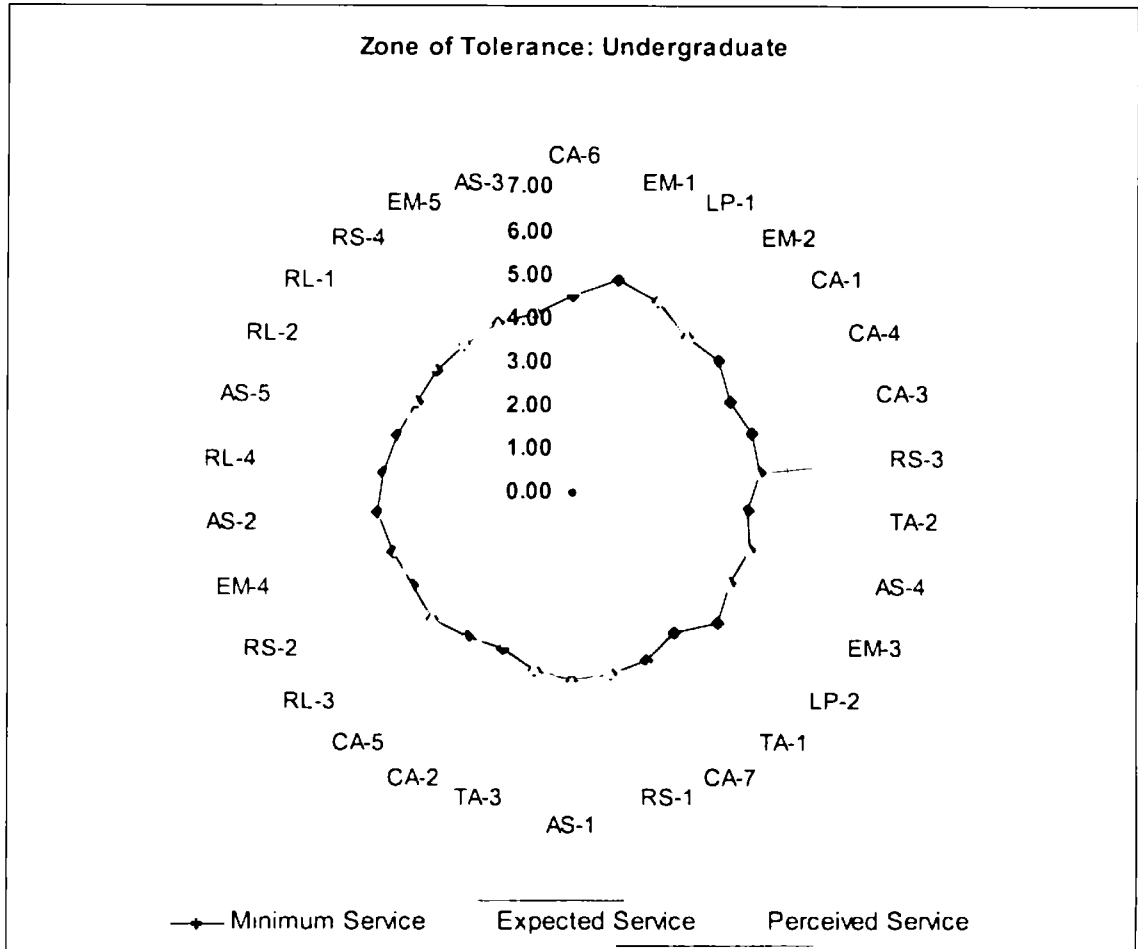 Zone of Tolerance: Undergraduate
CA-6
AS-3
7.00
EM-1
EM-5
LP-1
6.00
RS-4
EM-2
RL-1
5.00
CA-1
4.00
RL-2
CA-4
3.00
AS-5
2.00
CA-3
RL-4
1.00
RS-3
0.00
AS-2
TA-2
EM-4
AS-4
RS-2
EM-3
RL-3
LP-2
CA-5
TA-1
CA-2
CA-7
TA-3
RS-1
AS-1
Minimum Service Expected Service Perceived Service